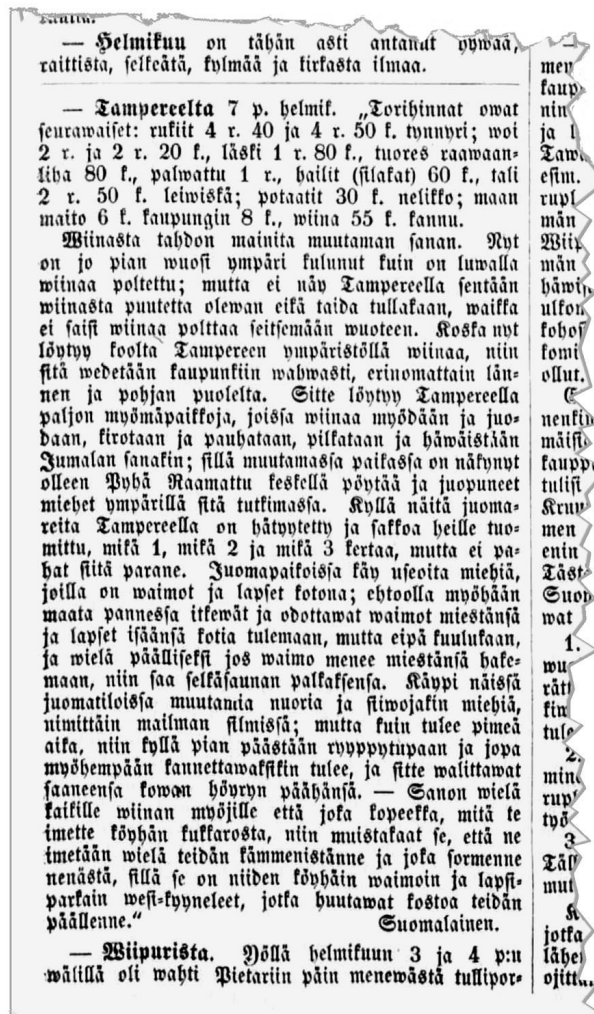 — Helmikuu on tähän asti antanut hywää,
raittista, selkeätä, kylmää ja kirkasta ilmaa.
— Tampereelta 7 p. helmik. „Torihinnat owat
seurawaiset: rukiit 4 r. 40 ja 4 r. 50 k. tynnyri; woi
2 r. ja 2 r. 20 k., läski 1 r. 80 k., tuores raawaan-
liha 80 k., palwattu 1 r., hailit (silakat) 60 k., tali
2 r. 50 k. leiwiskä; potaatit 30 k. nelikko; maan
maito 6 k. kaupungin 8 k., wiina 55 k. kannu.
Wiinasta tahdon mainita muutaman sanan. Nyt
on jo pian wuosi ympäri kulunut kuin on luwalla
wiinaa poltettu; mutta ei näy Tampereella sentään
wiinasta puutetta olewan eikä taida tullakaan, waikka
ei saisi wiinaa polttaa seitsemään wuoteen. Koska nyt
löytyy koolta Tampereen ympäristöllä wiinaa, niin
sitä wedetään kaupunkiin wahwasti, erinomattain län-
nen ja pohjan puolelta. Sitte löytyy Tampereella
paljon myömäpaikkoja, joissa wiinaa myödään ja juo-
daan, kirotaan ja pauhataan, pilkataan ja häwäistään
Jumalan sanakin; sillä muutamassa paikassa on näkynyt
olleen Pyhä Raamattu keskellä pöytää ja juopuneet
miehet ympärillä sitä tutkimassa. Kyllä näitä juoma-
reita Tampereella on hätyytetty ja sakkoa heille tuo-
mittu, mikä 1, mikä 2 ja mikä 3 kertaa, mutta ei pa-
hat siitä parane. Juomapaikoissa käy useoita miehiä,
joilla on waimot ja lapset kotona; ehtoolla myöhään
maata pannessa itkewät ja odottawat waimot miestänsä
ja lapset isäänsä kotia tulemaan, mutta eipä kuulukaan,
ja wielä päälliseksi jos waimo menee miestänsä hake-
maan, niin saa selkäsaunan palkaksensa. Käyppi näissä
juomatiloissa muutamia nuoria ja siiwojakin miehiä,
nimittäin mailman silmissä; mutta kuin tulee pimeä
aika, niin kyllä pian päästään ryyppytupaan ja jopa
myöhempään kannettawaksikin tulee, ja sitte walittawat
saaneensa kowan höyryn päähänsä. — Sanon wielä
kaikille wiinan myöjille että joka kopeekka, mitä te
imette köyhän kukkarosta, niin muistakaat se, että ne
imetään wielä teidän kämmenistänne ja joka sormenne
nenästä, sillä se on niiden köyhäin waimoin ja lapsi-
parkain wesi-kyyneleet, jotka huutawat kostoa teidän
päällenne.“ Suomalainen.
— Wiipurista. Yöllä helmikuun 3 ja 4 p:n
wälillä oli wahti Pietariin päin menewästä tullipor-